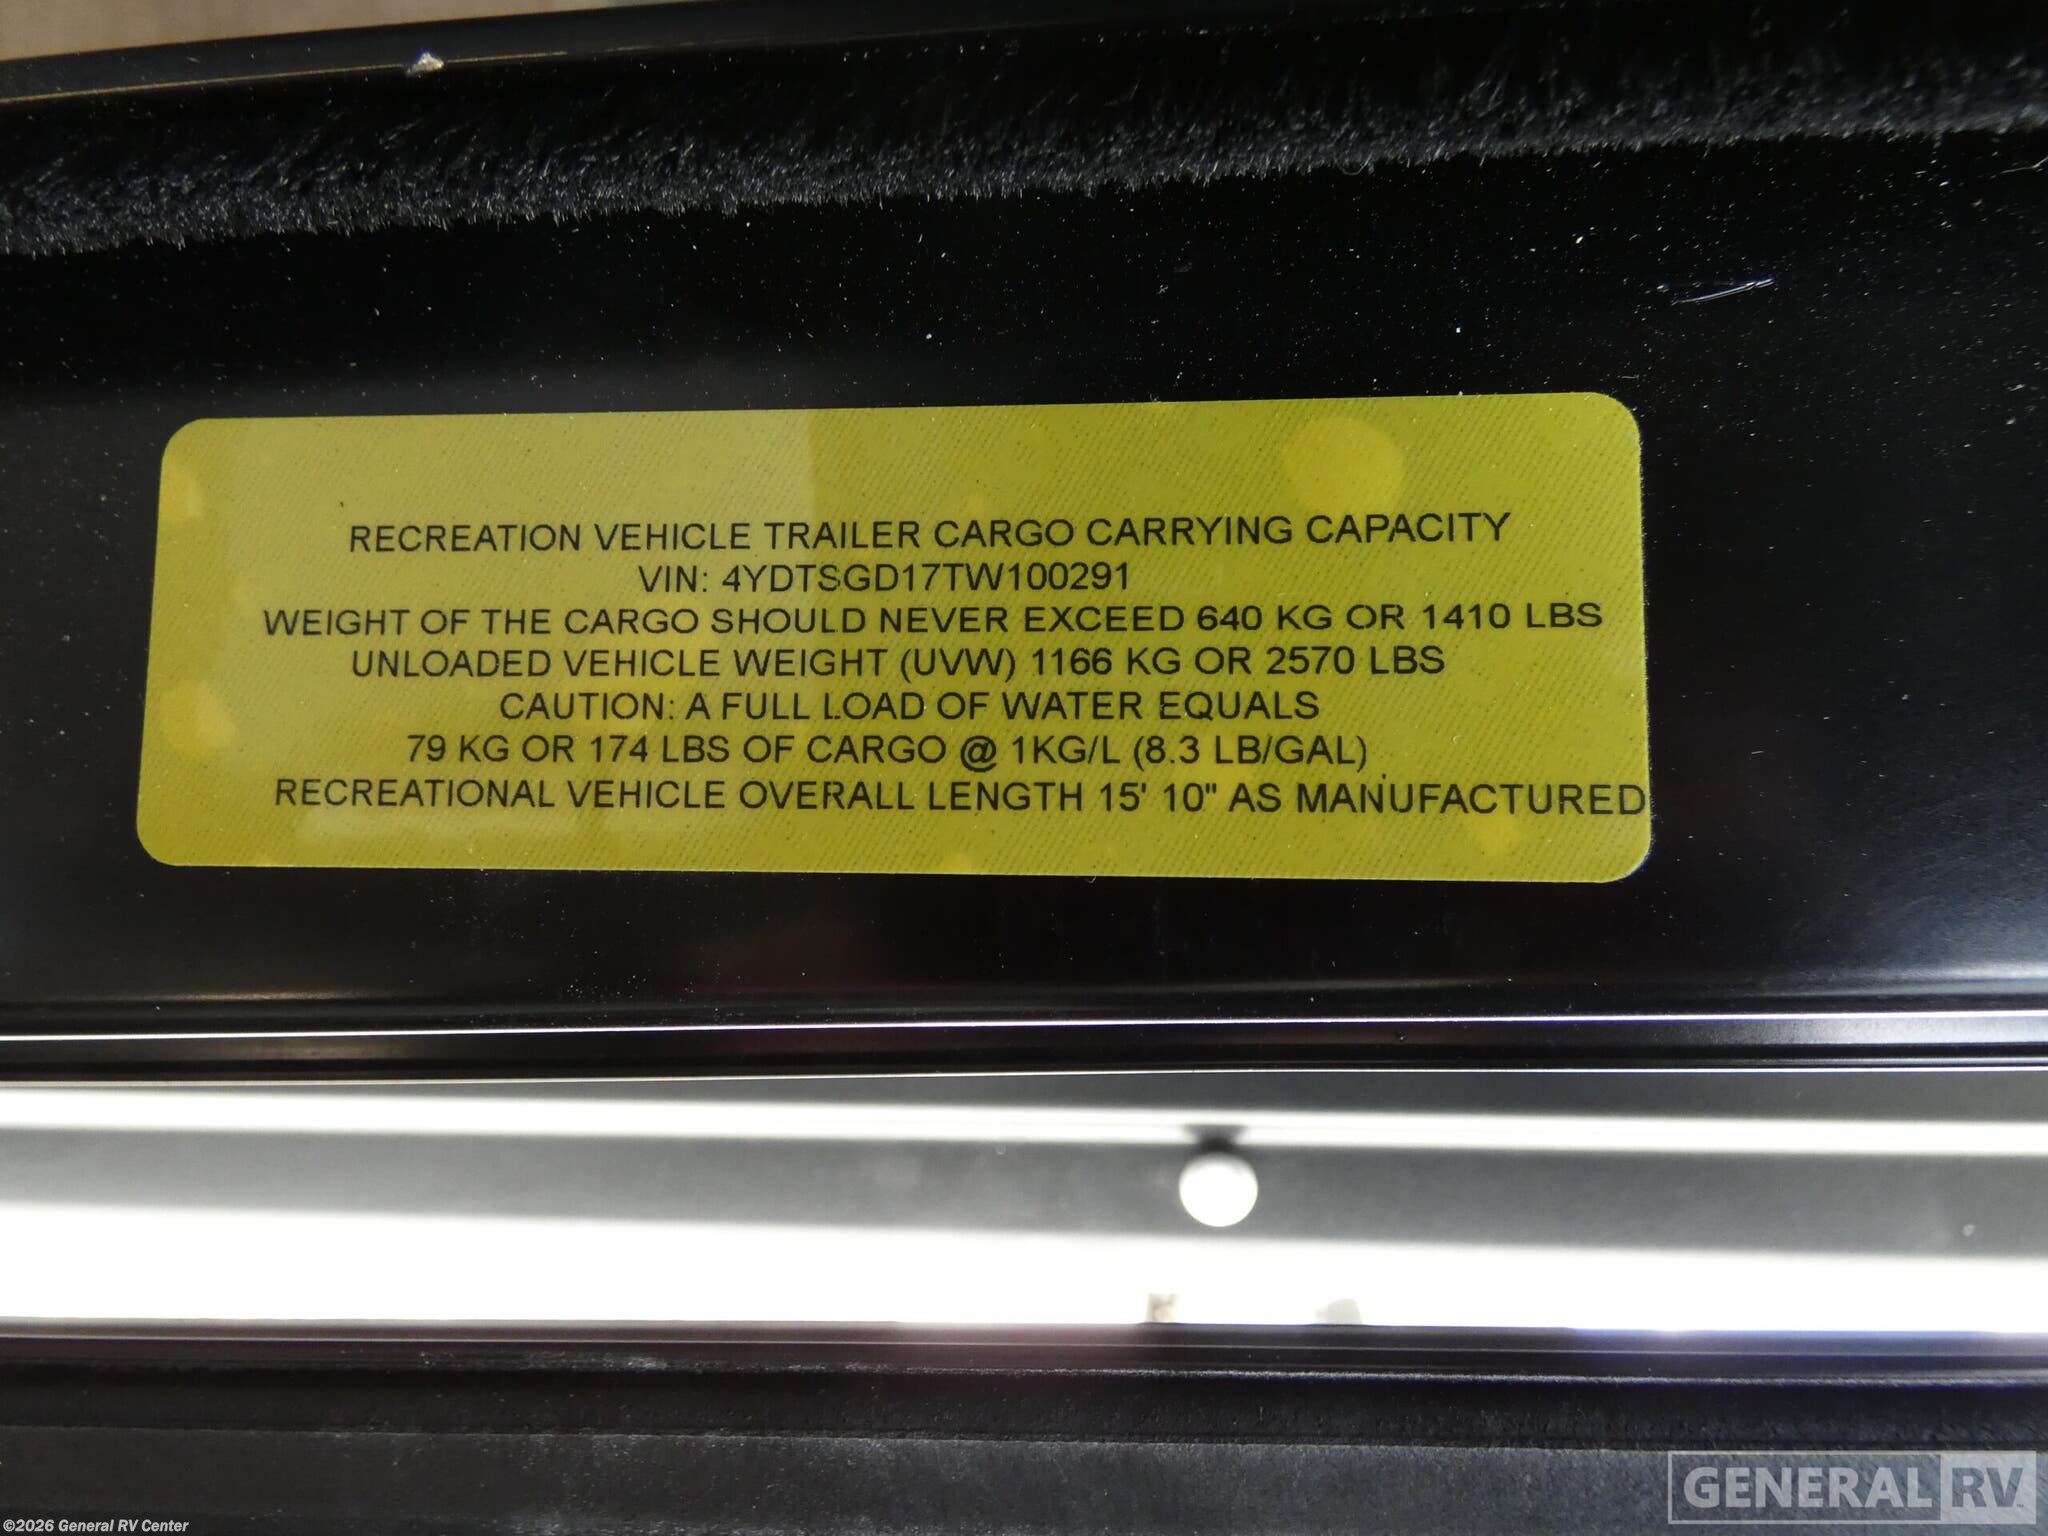 RECREATION VEHICLE TRAILER CARGO CARRYING CAPACITY
VIN: 4YDTSGD17TW100291
WEIGHT OF THE CARGO SHOULD NEVER EXCEED 640 KG OR 1410 LBS
UNLOADED VEHICLE WEIGHT (UVW) 1166 KG OR 2570 LBS
CAUTION: A FULL LOAD OF WATER EQUALS
79 KG OR 174 LBS OF CARGO @ 1KG/L (8.3 LB/GAL)
RECREATIONAL VEHICLE OVERALL LENGTH 15' 10" AS MANUFACTURED
GENERAL RV
©2026 General RV Center